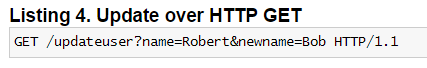 Listing 4. Update over HTTP GET
GET /updateuser?name=Robert&newname=Bob HTTP/1.1